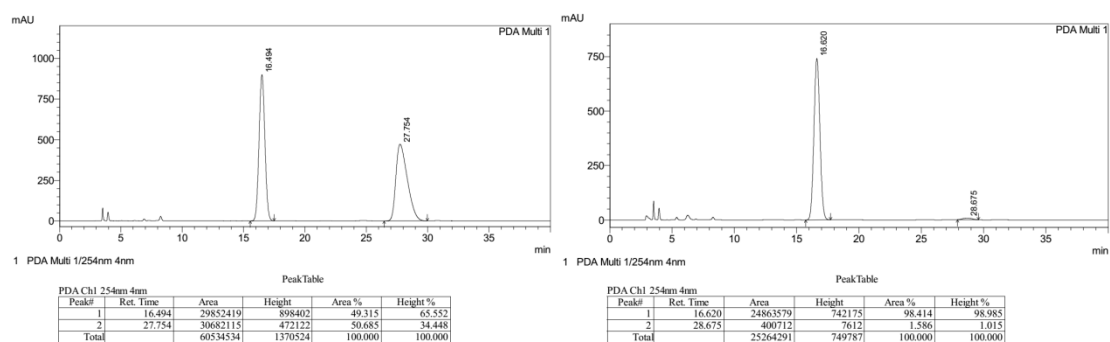 mAU
PDA Multi 1
16.494
27.754
1000
750
500
250
0
0 5 10 15 20 25 30 35
min
1 PDA Multi 1/254nm 4nm
PeakTable
PDA Ch1 254nm 4nm
Peak# Ret. Time Area Height Area % Height %
1 16.494 29852419 898402 49.315 65.552
2 27.754 30682115 472122 50.685 34.448
Total 60534534 1370524 100.000 100.000
mAU
PDA Multi 1
16.620
28.675
750
500
250
0
0 10 20 30
min
1 PDA Multi 1/254nm 4nm
PeakTable
PDA Ch1 254nm 4nm
Peak# Ret. Time Area Height Area % Height %
1 16.620 24863579 742175 98.414 98.985
2 28.675 400712 7612 1.586 1.015
Total 25264291 749787 100.000 100.000